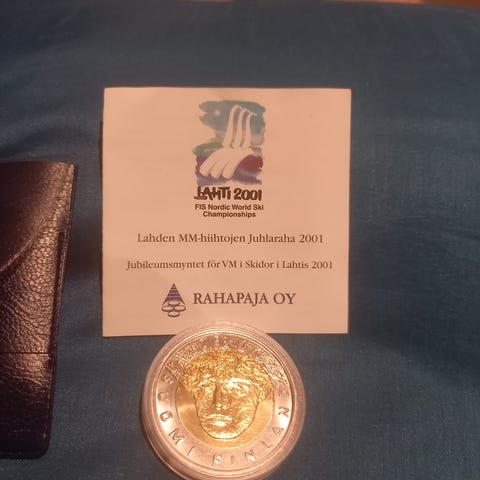 LAHTI 2001
FIS Nordic World Ski
Championships
Lahden MM-hiihtojen Juhlaraha 2001
Jubileumsmyntet för VM i Skidor i Lahtis 2001
RAHAPAJA OY
SUOMI FINLAND